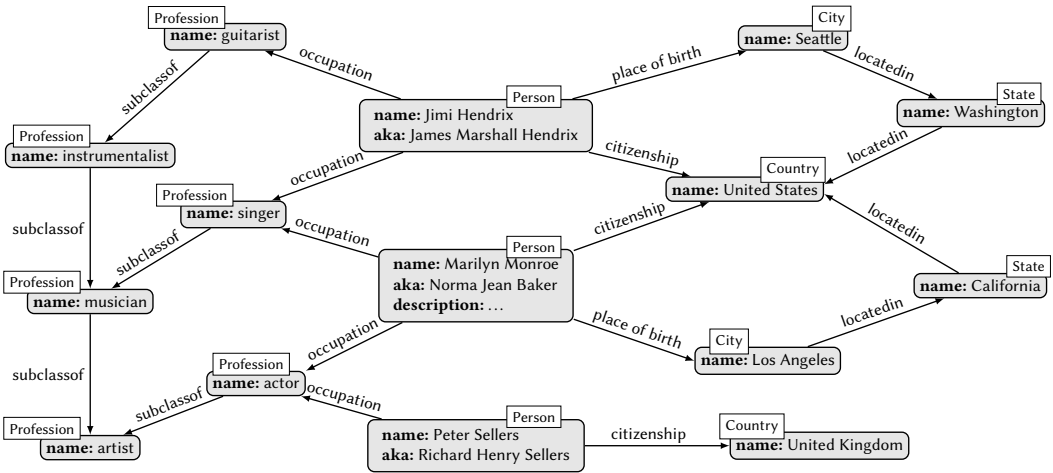 Profession
name: guitarist
occupation
subclassof
City
name: Seattle
place of birth
locatedin
Person
name: Jimi Hendrix
aka: James Marshall Hendrix
State
name: Washington
locatedin
Profession
name: instrumentalist
occupation
citizenship
Country
name: United States
Profession
name: singer
subclassof
subclassof
occupation
citizenship
locatedin
Person
name: Marilyn Monroe
aka: Norma Jean Baker
description: …
State
name: California
Profession
name: musician
occupation
place of birth
locatedin
City
name: Los Angeles
subclassof
Profession
name: actor
subclassof
occupation
Person
name: Peter Sellers
aka: Richard Henry Sellers
citizenship
Country
name: United Kingdom
Profession
name: artist